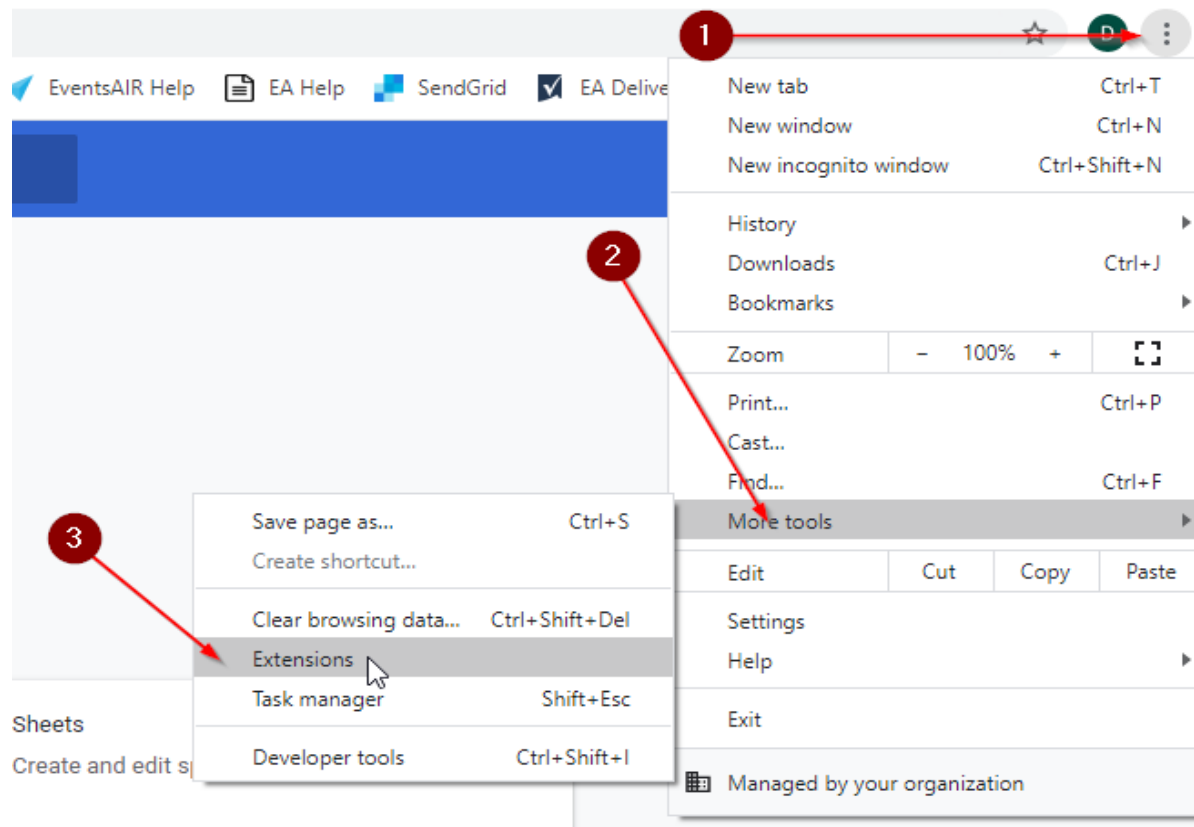 1
D
EventsAIR Help EA Help SendGrid EA Delive
New tab Ctrl+T
New window Ctrl+N
New incognito window Ctrl+Shift+N
History
2
Downloads Ctrl+J
Bookmarks
Zoom - 100% +
Print... Ctrl+P
Cast...
Find... Ctrl+F
More tools
Edit Cut Copy Paste
Settings
Help
Exit
Managed by your organization
3
Save page as... Ctrl+S
Create shortcut...
Clear browsing data... Ctrl+Shift+Del
Extensions
Task manager Shift+Esc
Developer tools Ctrl+Shift+I
Sheets
Create and edit sp